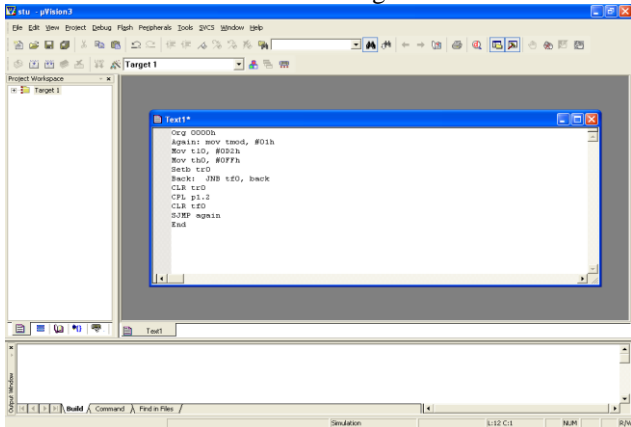 stu - µVision3
File Edit View Project Debug Flash Peripherals Tools SVCS Window Help
Target 1
Project Workspace
Target 1
Text1*
Org 0000h
Again: mov tmod, #01h
Mov tl0, #0D2h
Mov th0, #0FFh
Setb tr0
Back: JNB tf0, back
CLR tr0
CPL p1.2
CLR tf0
SJMP again
End
Text1
Output Window
Build Command Find in Files
Simulation L:12 C:1 NUM R/W